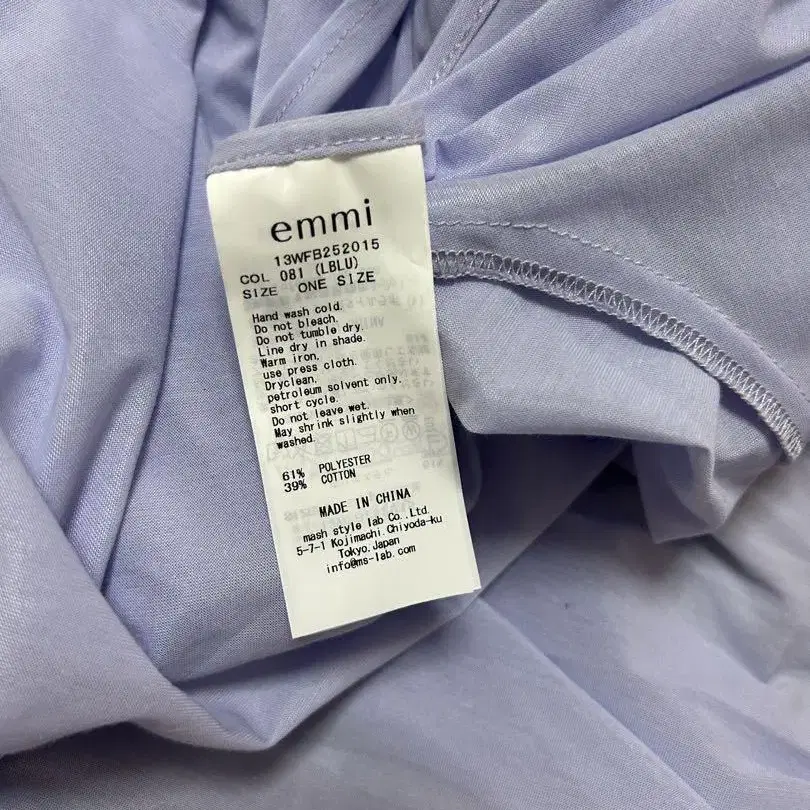 emmi
13WFB252015
COL 081 (LBLU)
SIZE ONE SIZE
Hand wash cold.
Do not bleach.
Do not tumble dry.
Line dry in shade.
Warm iron,
use press cloth.
Dryclean,
petroleum solvent only.
short cycle.
Do not leave wet.
May shrink slightly when
washed.
61% POLYESTER
39% COTTON
MADE IN CHINA
mash style lab Co.,Ltd.
5-7-1 Kojimachi,Chiyoda-ku
Tokyo,Japan
info@ms-lab.com